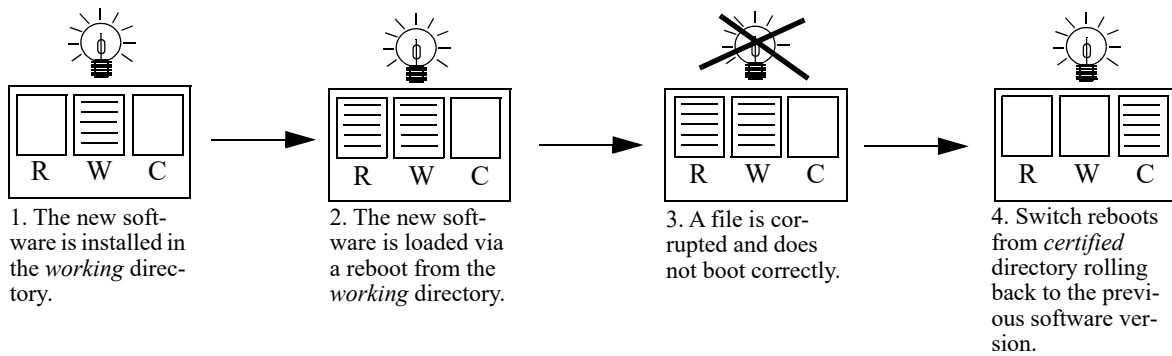 R W C
R W C
R W C
R W C
1. The new soft-
ware is installed in
the working direc-
tory.
2. The new soft-
ware is loaded via
a reboot from the
working directory.
3. A file is cor-
rupted and does
not boot correctly.
4. Switch reboots
from certified
directory rolling
back to the previ-
ous software ver-
sion.